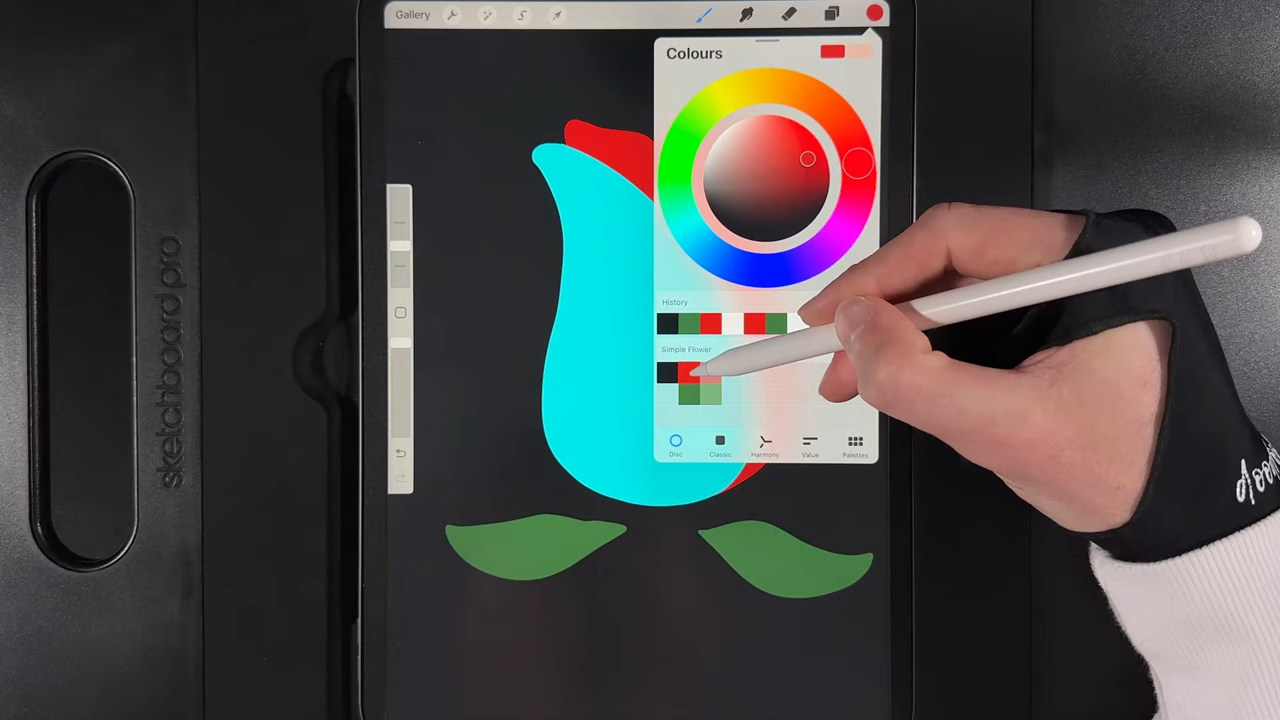 Gallery
Colours
History
Simple Flower
Disc
Classic
Harmony
Value
Palettes
sketchboard pro